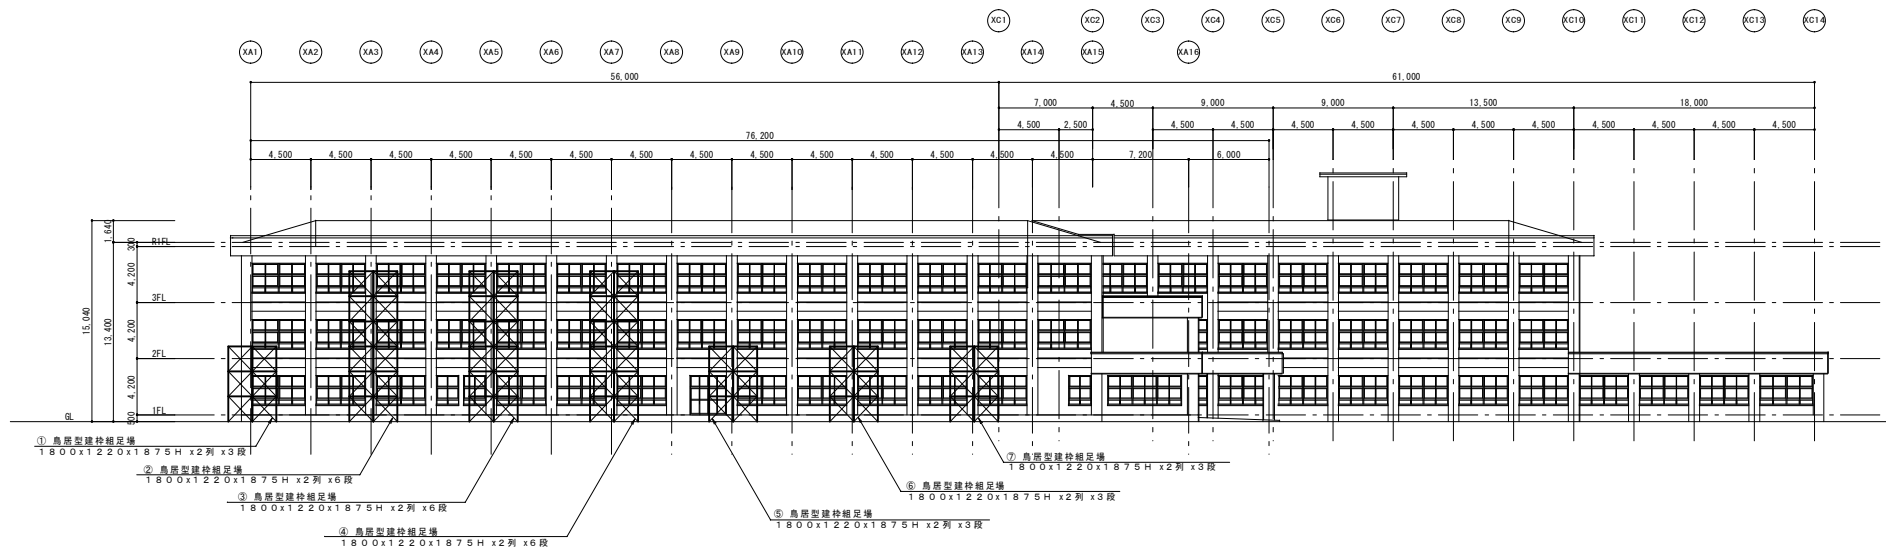 XC1 XC2 XC3 XC4 XC5 XC6 XC7 XC8 XC9 XC10 XC11 XC12 XC13 XC14
XA1 XA2 XA3 XA4 XA5 XA6 XA7 XA8 XA9 XA10 XA11 XA12 XA13 XA14 XA15 XA16
56,000 61,000
7,000 4,500 9,000 9,000 13,500 18,000
4,500 2,500 4,500 4,500 4,500 4,500 4,500 4,500 4,500 4,500 4,500 4,500 4,500
76,200
4,500 4,500 4,500 4,500 4,500 4,500 4,500 4,500 4,500 4,500 4,500 4,500 4,500 4,500 7,200 6,000
1,640
300
R1FL
4,200
3FL
15,040
13,400
4,200
2FL
4,200
1FL
500
GL
①鳥居型建枠組足場
1800x1220x1875H x2列 x3段
② 鳥居型建枠組足場
1800x1220x1875H x2列 x6段
③ 鳥居型建枠組足場
1800x1220x1875H x2列 x6段
④ 鳥居型建枠組足場
1800x1220x1875H x2列 x6段
⑤ 鳥居型建枠組足場
1800x1220x1875H x2列 x3段
⑥ 鳥居型建枠組足場
1800x1220x1875H x2列 x3段
⑦ 鳥居型建枠組足場
1800x1220x1875H x2列 x3段